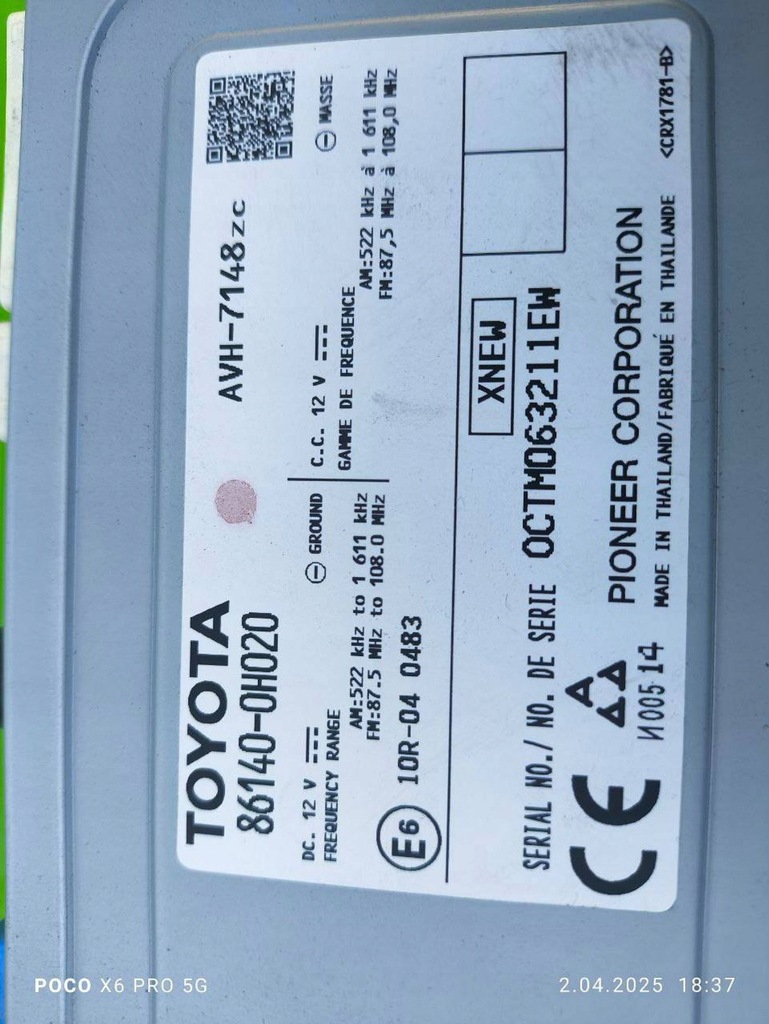 TOYOTA
86140-0H020
AVH-7148zc
DC. 12 V
GROUND
FREQUENCY RANGE
AM:522 kHz to 1 611 kHz
FM:87.5 MHz to 108.0 MHz
C.C. 12 V
MASSE
GAMME DE FREQUENCE
AM:522 kHz à 1 611 kHz
FM:87,5 MHz à 108,0 MHz
E6 10R-04 0483
XNEW
SERIAL NO./ NO. DE SERIE OCTM063211EW
CE
A
И005 14
PIONEER CORPORATION
MADE IN THAILAND/FABRIQUÉ EN THAILANDE
<CRX1781-B>
POCO X6 PRO 5G
2.04.2025 18:37